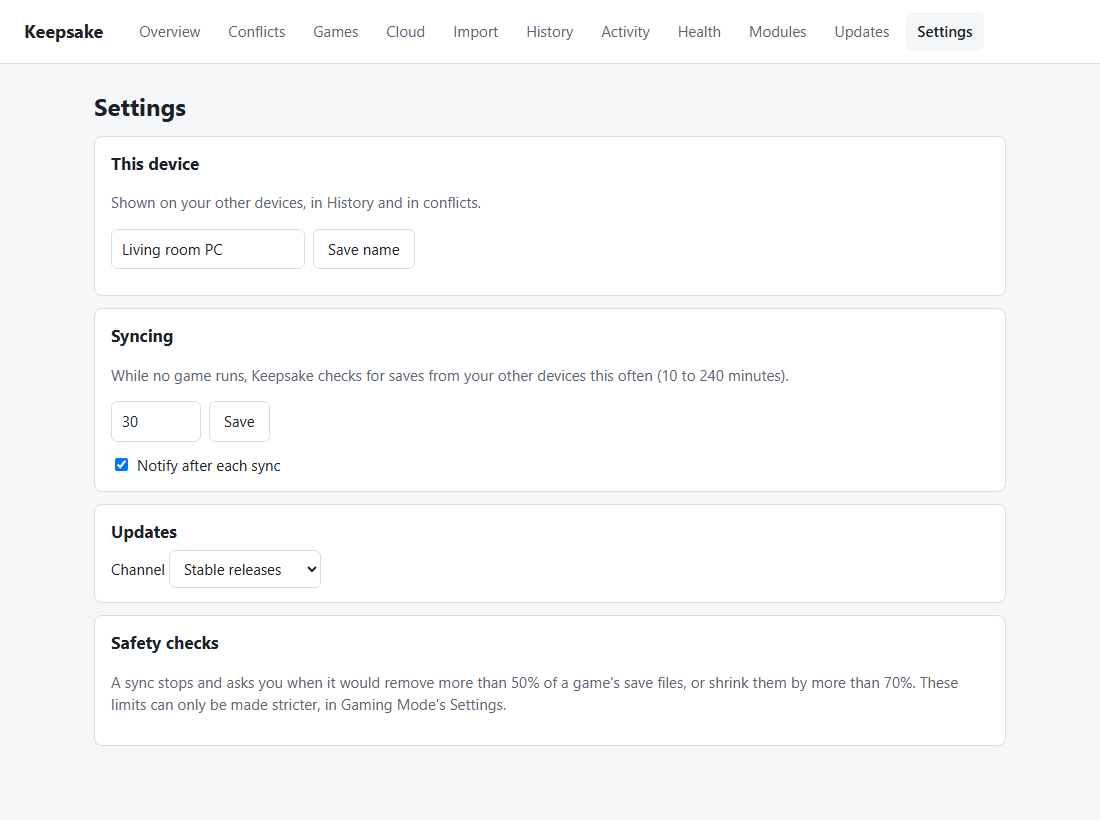 Keepsake
Overview
Conflicts
Games
Cloud
Import
History
Activity
Health
Modules
Updates
Settings
Settings
This device
Shown on your other devices, in History and in conflicts.
Living room PC
Save name
Syncing
While no game runs, Keepsake checks for saves from your other devices this often (10 to 240 minutes).
30
Save
Notify after each sync
Updates
Channel
Stable releases
Safety checks
A sync stops and asks you when it would remove more than 50% of a game's save files, or shrink them by more than 70%. These
limits can only be made stricter, in Gaming Mode's Settings.